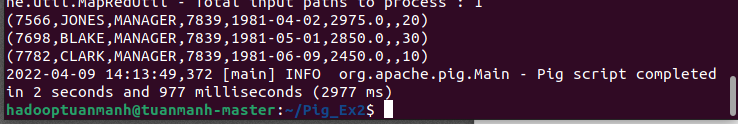 ne.util.MapRedUtil - Total input paths to process : 1
(7566,JONES,MANAGER,7839,1981-04-02,2975.0,,20)
(7698,BLAKE,MANAGER,7839,1981-05-01,2850.0,,30)
(7782,CLARK,MANAGER,7839,1981-06-09,2450.0,,10)
2022-04-09 14:13:49,372 [main] INFO  org.apache.pig.Main - Pig script completed
in 2 seconds and 977 milliseconds (2977 ms)
hadooptuanmanh@tuanmanh-master:~/Pig_Ex2$